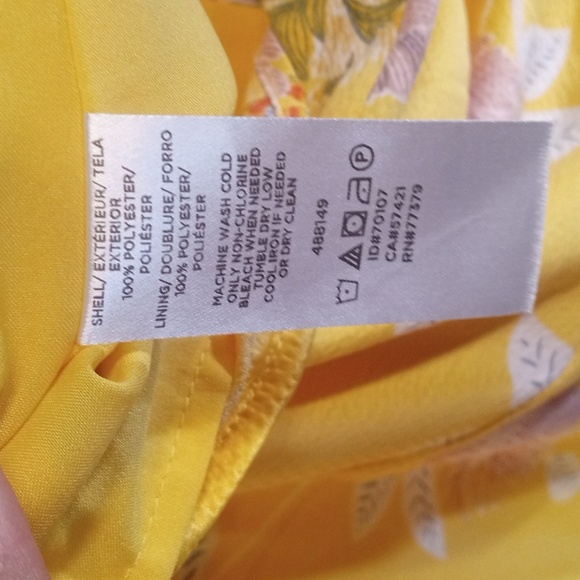 SHELL/ EXTÉRIEUR/ TELA
EXTERIOR
100% POLYESTER/
POLIÉSTER
LINING/ DOUBLURE/ FORRO
100% POLYESTER/
POLIÉSTER
MACHINE WASH COLD
ONLY NON-CHLORINE
BLEACH WHEN NEEDED
TUMBLE DRY LOW
COOL IRON IF NEEDED
OR DRY CLEAN
488149
P
ID#70107
CA#57421
RN#77379